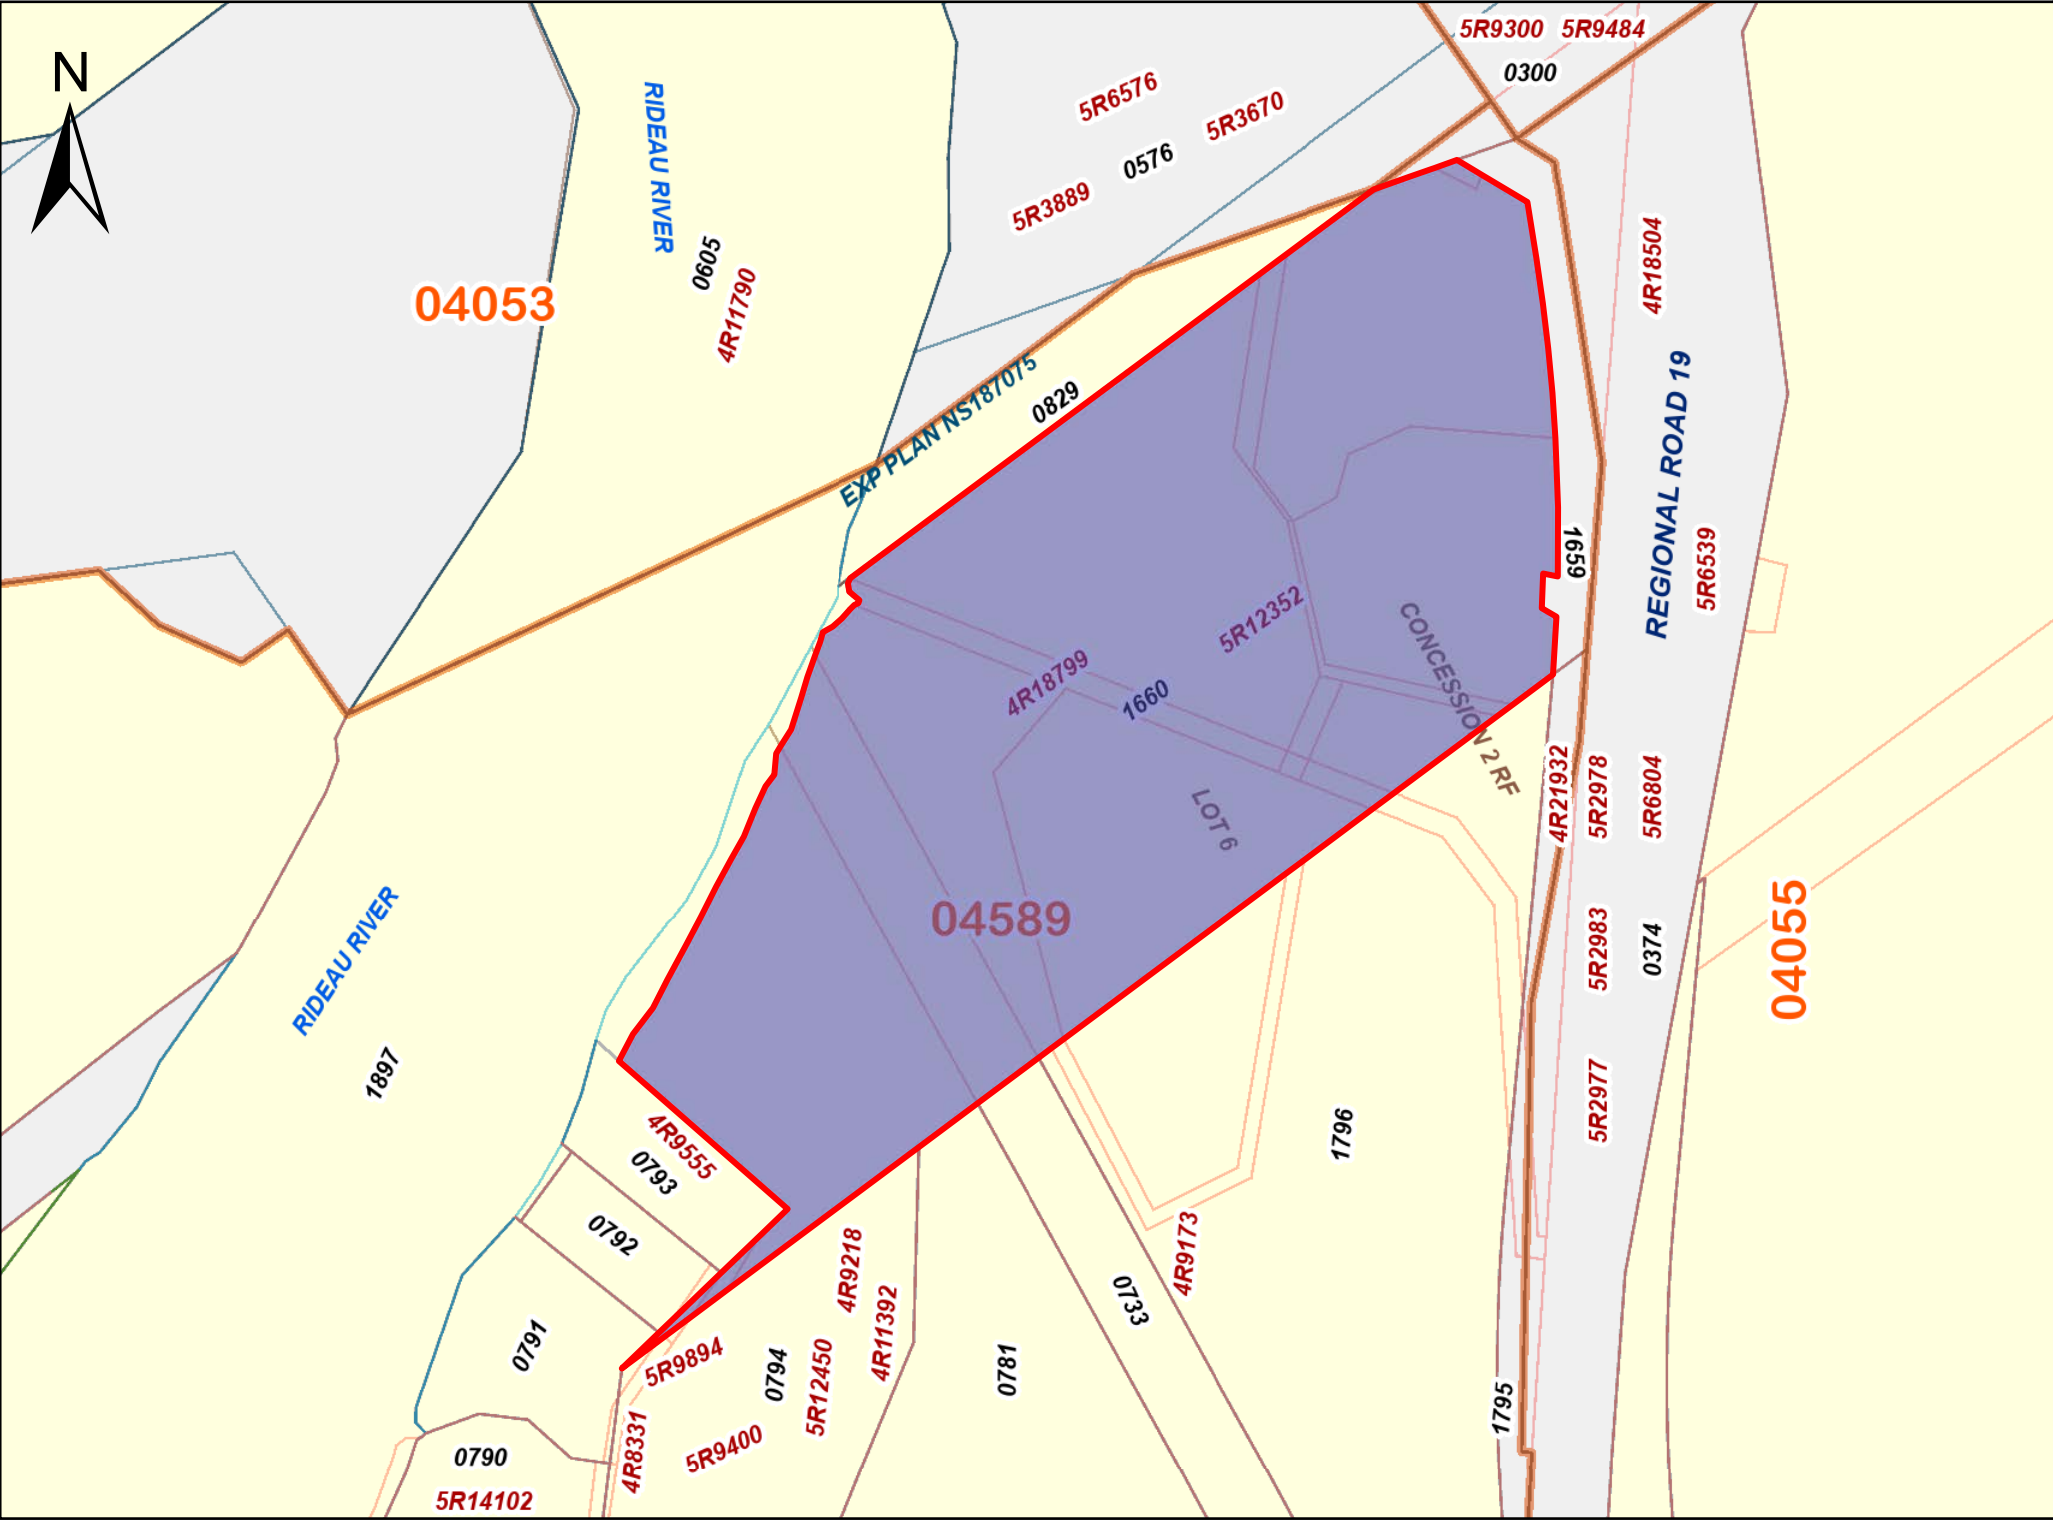 5R9300 5R9484
0300
N
5R6576
5R3670
0576
5R3889
RIDEAU RIVER
0605
4R11790
04053
4R18504
EXP PLAN NS187075
0829
REGIONAL ROAD 19
1659
5R6539
5R12352
4R18799
1660
CONCESSION 2 RF
LOT 6
04589
4R21932
5R2978
5R6804
5R2983
0374
04055
RIDEAU RIVER
1897
5R2977
4R9555
0793
1796
0792
4R9218
4R9173
0733
4R11392
0791
5R9894
0794
5R12450
0781
1795
4R8331
5R9400
0790
5R14102